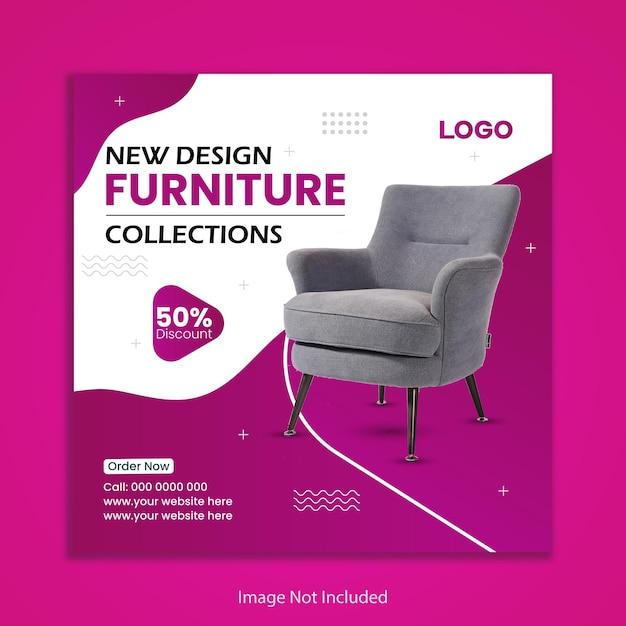 LOGO
NEW DESIGN
FURNITURE
COLLECTIONS
50%
Discount
Order Now
Call: 000 0000 000
www.your website here
www.your website here
Image Not Included